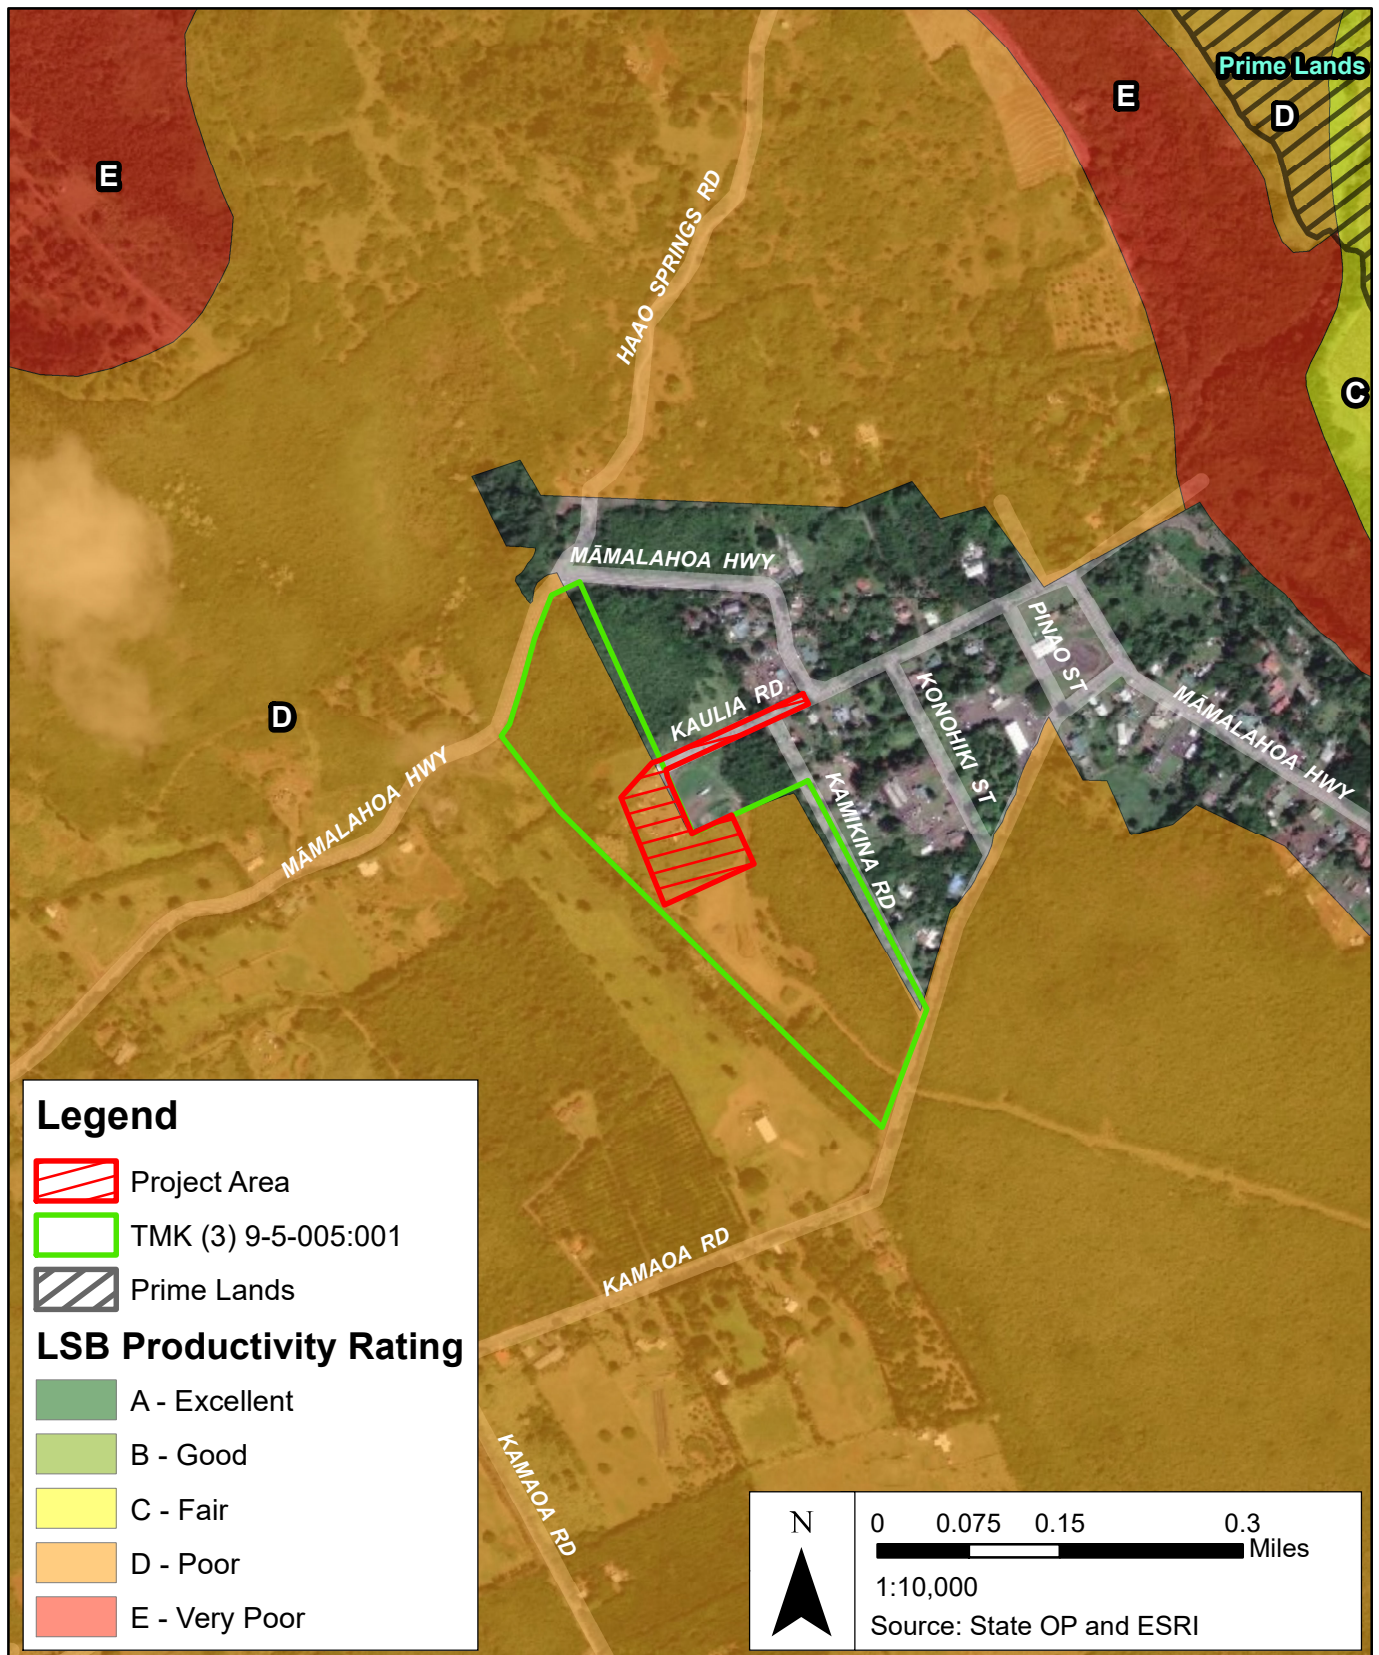 Prime Lands
E
D
E
HAAO SPRINGS RD
C
MĀMALAHOA HWY
PINAO ST
KAULIA RD
KONOHIKI ST
MĀMALAHOA HWY
D
MĀMALAHOA HWY
KAMIKINA RD
KAMAOA RD
KAMAOA RD
Legend
Project Area
TMK (3) 9-5-005:001
Prime Lands
LSB Productivity Rating
A - Excellent
B - Good
C - Fair
D - Poor
E - Very Poor
N
0 0.075 0.15 0.3
Miles
1:10,000
Source: State OP and ESRI